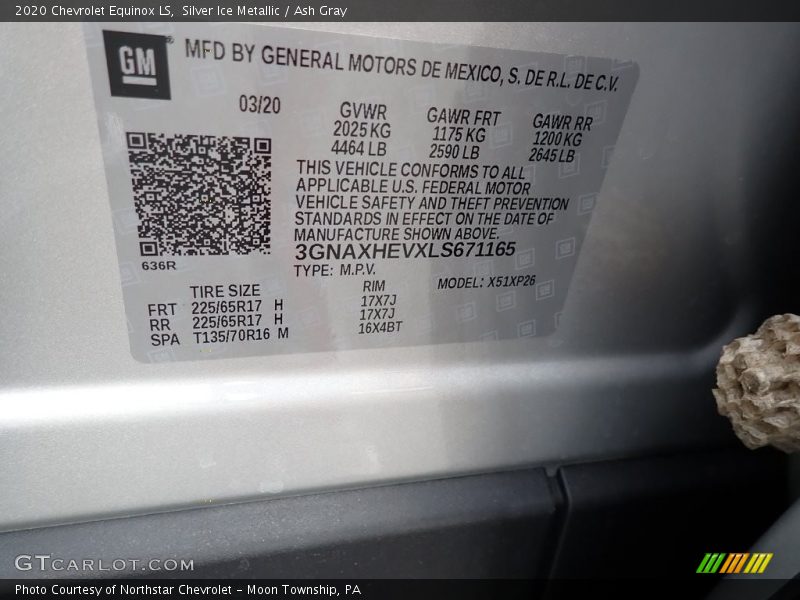 2020 Chevrolet Equinox LS,  Silver Ice Metallic / Ash Gray
GM
®
MFD BY GENERAL MOTORS DE MEXICO, S. DE R.L. DE C.V.
03/20
GVWR
2025 KG
4464 LB
GAWR FRT
1175 KG
2590 LB
GAWR RR
1200 KG
2645 LB
THIS VEHICLE CONFORMS TO ALL
APPLICABLE U.S. FEDERAL MOTOR
VEHICLE SAFETY AND THEFT PREVENTION
STANDARDS IN EFFECT ON THE DATE OF
MANUFACTURE SHOWN ABOVE.
3GNAXHEVXLS671165
636R
TYPE: M.P.V.
MODEL: X51XP26
TIRE SIZE
RIM
FRT 225/65R17 H 17X7J
RR 225/65R17 H 17X7J
SPA T135/70R16 M 16X4BT
GTCARLOT.COM
Photo Courtesy of Northstar Chevrolet - Moon Township, PA